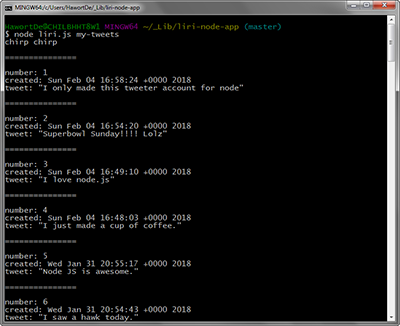 MINGW64:/c/Users/HawortDe/_Lib/liri-node-app
HawortDe@CHILBHHT8W1 MINGW64 ~/_Lib/liri-node-app (master)
$ node liri.js my-tweets
chirp chirp
===============
number: 1
created: Sun Feb 04 16:58:24 +0000 2018
tweet: "I only made this tweeter account for node"
===============
number: 2
created: Sun Feb 04 16:54:20 +0000 2018
tweet: "Superbowl Sunday!!!! Lolz"
===============
number: 3
created: Sun Feb 04 16:49:10 +0000 2018
tweet: "I love node.js"
===============
number: 4
created: Sun Feb 04 16:48:03 +0000 2018
tweet: "I just made a cup of coffee."
===============
number: 5
created: Wed Jan 31 20:55:17 +0000 2018
tweet: "Node JS is awesome."
===============
number: 6
created: Wed Jan 31 20:54:43 +0000 2018
tweet: "I saw a hawk today."